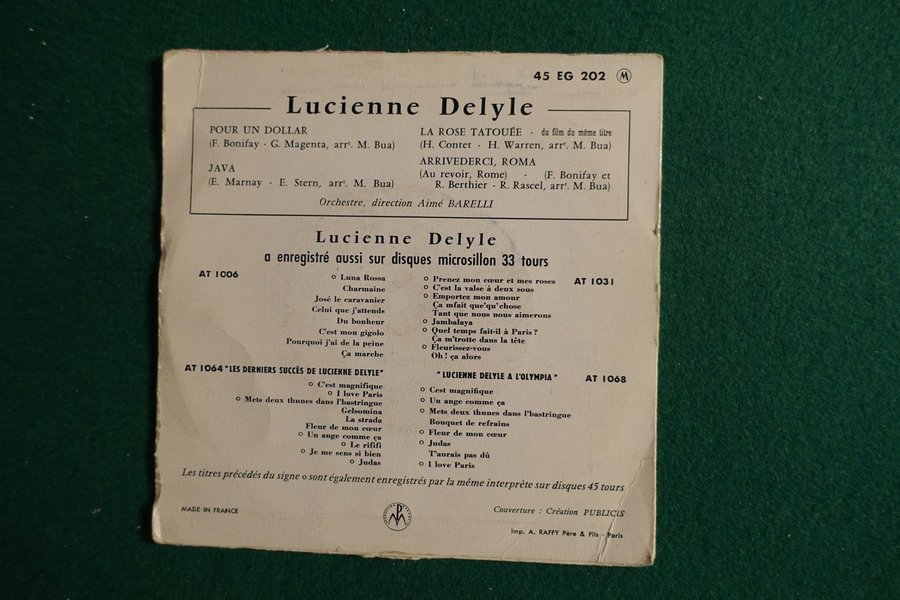 45 EG 202 M
Lucienne Delyle
POUR UN DOLLAR
(F. Bonifay · G. Magenta, arrt. M. Bua)
JAVA
(E. Marnay · E. Stern, arrt. M. Bua)
LA ROSE TATOUÉE · du film du même titre
(H. Contet · H. Warren, arrt. M. Bua)
ARRIVEDERCI, ROMA
(Au revoir, Rome) · (F. Bonifay et
R. Berthier · R. Rascel, arrt. M. Bua)
Orchestre, direction Aimé BARELLI
Lucienne Delyle
a enregistré aussi sur disques microsillon 33 tours
AT 1006
o Luna Rossa
Charmaine
José le caravanier
Celui que j'attends
Du bonheur
C'est mon gigolo
Pourquoi j'ai de la peine
Ça marche
AT 1031
o Prenez mon cœur et mes roses
o C'est la valse à deux sous
o Emportez mon amour
Ça mfait que'qu'chose
Tant que nous nous aimerons
o Jambalaya
o Quel temps fait-il à Paris ?
Ça m'trotte dans la tête
o Fleurissez-vous
Oh ! ça alors
AT 1064 "LES DERNIERS SUCCÈS DE LUCIENNE DELYLE"
o C'est magnifique
o I love Paris
o Mets deux thunes dans l'bastringue
Gelsomina
La strada
Fleur de mon cœur
o Un ange comme ça
o Le rififi
o Je me sens si bien
o Judas
"LUCIENNE DELYLE A L'OLYMPIA" AT 1068
o Cest magnifique
o Un ange comme ça
o Mets deux thunes dans l'bastringue
Bouquet de refrains
o Fleur de mon cœur
o Judas
T'aurais pas dû
o I love Paris
Les titres précédés du signe o sont également enregistrés par la même interprète sur disques 45 tours
MADE IN FRANCE
Couverture : Création PUBLICIS
Imp. A. RAFFY Père & Fils - Paris